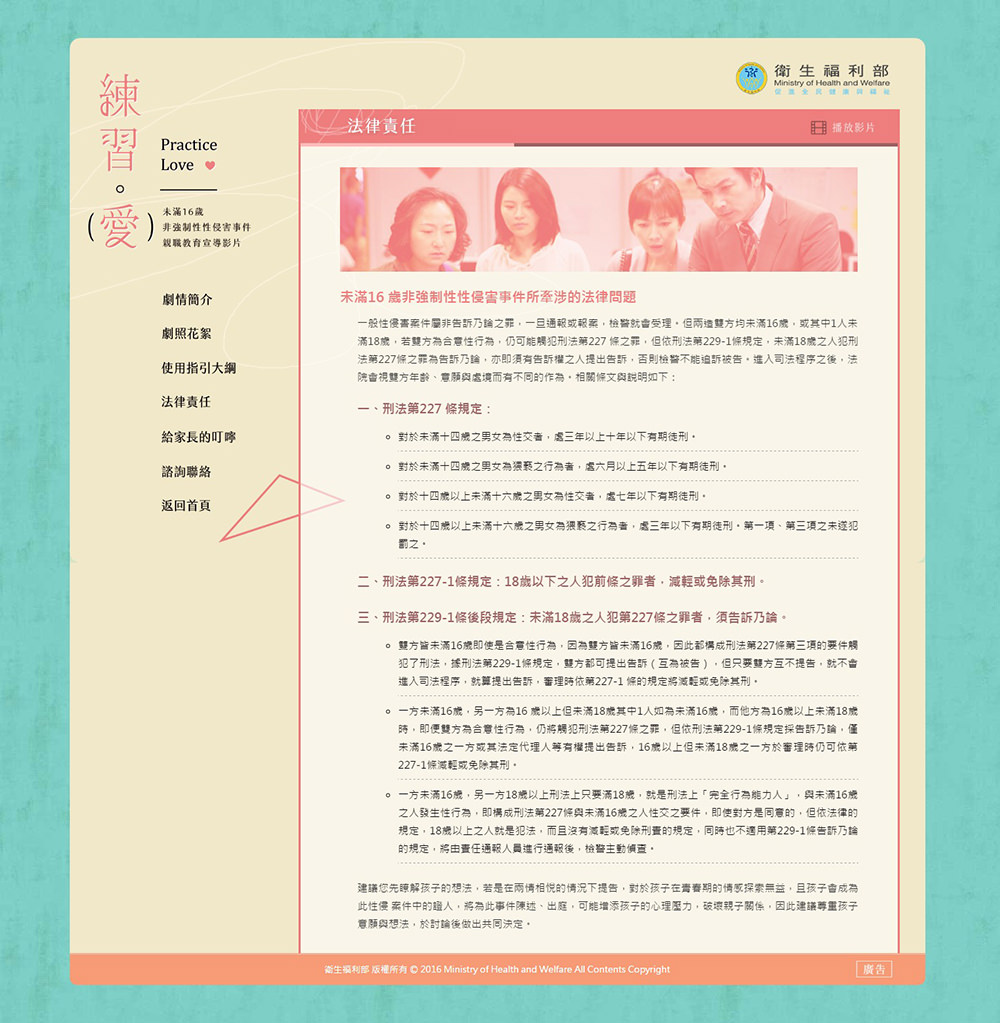 練習。
(愛)
Practice
Love
未滿16歲
非強制性性侵害事件
親職教育宣導影片
劇情簡介
劇照花絮
使用指引大綱
法律責任
給家長的叮嚀
諮詢聯絡
返回首頁
衛生福利部
Ministry of Health and Welfare
促進全民健康與福祉
法律責任
播放影片
未滿16 歲非強制性性侵害事件所牽涉的法律問題
一般性侵害案件屬非告訴乃論之罪，一旦通報或報案，檢警就會受理。但兩造雙方均未滿16歲，或其中1人未
滿18歲，若雙方為合意性行為，仍可能觸犯刑法第227 條之罪，但依刑法第229-1條規定，未滿18歲之人犯刑
法第227條之罪為告訴乃論，亦即須有告訴權之人提出告訴，否則檢警不能追訴被告。進入司法程序之後，法
院會視雙方年齡、意願與處境而有不同的作為。相關條文與說明如下：
一、刑法第227 條規定：
對於未滿十四歲之男女為性交者，處三年以上十年以下有期徒刑。
對於未滿十四歲之男女為猥褻之行為者，處六月以上五年以下有期徒刑。
對於十四歲以上未滿十六歲之男女為性交者，處七年以下有期徒刑。
對於十四歲以上未滿十六歲之男女為猥褻之行為者，處三年以下有期徒刑。第一項、第三項之未遂犯
罰之。
二、刑法第227-1條規定：18歲以下之人犯前條之罪者，減輕或免除其刑。
三、刑法第229-1條後段規定：未滿18歲之人犯第227條之罪者，須告訴乃論。
雙方皆未滿16歲即使是合意性行為，因為雙方皆未滿16歲，因此都構成刑法第227條第三項的要件觸
犯了刑法，據刑法第229-1條規定，雙方都可提出告訴（互為被告），但只要雙方互不提告，就不會
進入司法程序，就算提出告訴，審理時依第227-1 條的規定將減輕或免除其刑。
一方未滿16歲，另一方為16 歲以上但未滿18歲其中1人如為未滿16歲，而他方為16歲以上未滿18歲
時，即便雙方為合意性行為，仍將觸犯刑法第227條之罪，但依刑法第229-1條規定採告訴乃論，僅
未滿16歲之一方或其法定代理人等有權提出告訴，16歲以上但未滿18歲之一方於審理時仍可依第
227-1條減輕或免除其刑。
一方未滿16歲，另一方18歲以上刑法上只要滿18歲，就是刑法上「完全行為能力人」，與未滿16歲
之人發生性行為，即構成刑法第227條與未滿16歲之人性交之要件，即使對方是同意的，但依法律的
規定，18歲以上之人就是犯法，而且沒有減輕或免除刑責的規定，同時也不適用第229-1條告訴乃論
的規定，將由責任通報人員進行通報後，檢警主動偵查。
建議您先瞭解孩子的想法，若是在兩情相悅的情況下提告，對於孩子在青春期的情感探索無益，且孩子會成為
此性侵 案件中的證人，將為此事件陳述、出庭，可能增添孩子的心理壓力，破壞親子關係，因此建議尊重孩子
意願與想法，於討論後做出共同決定。
衛生福利部 版權所有 © 2016 Ministry of Health and Welfare All Contents Copyright
廣告